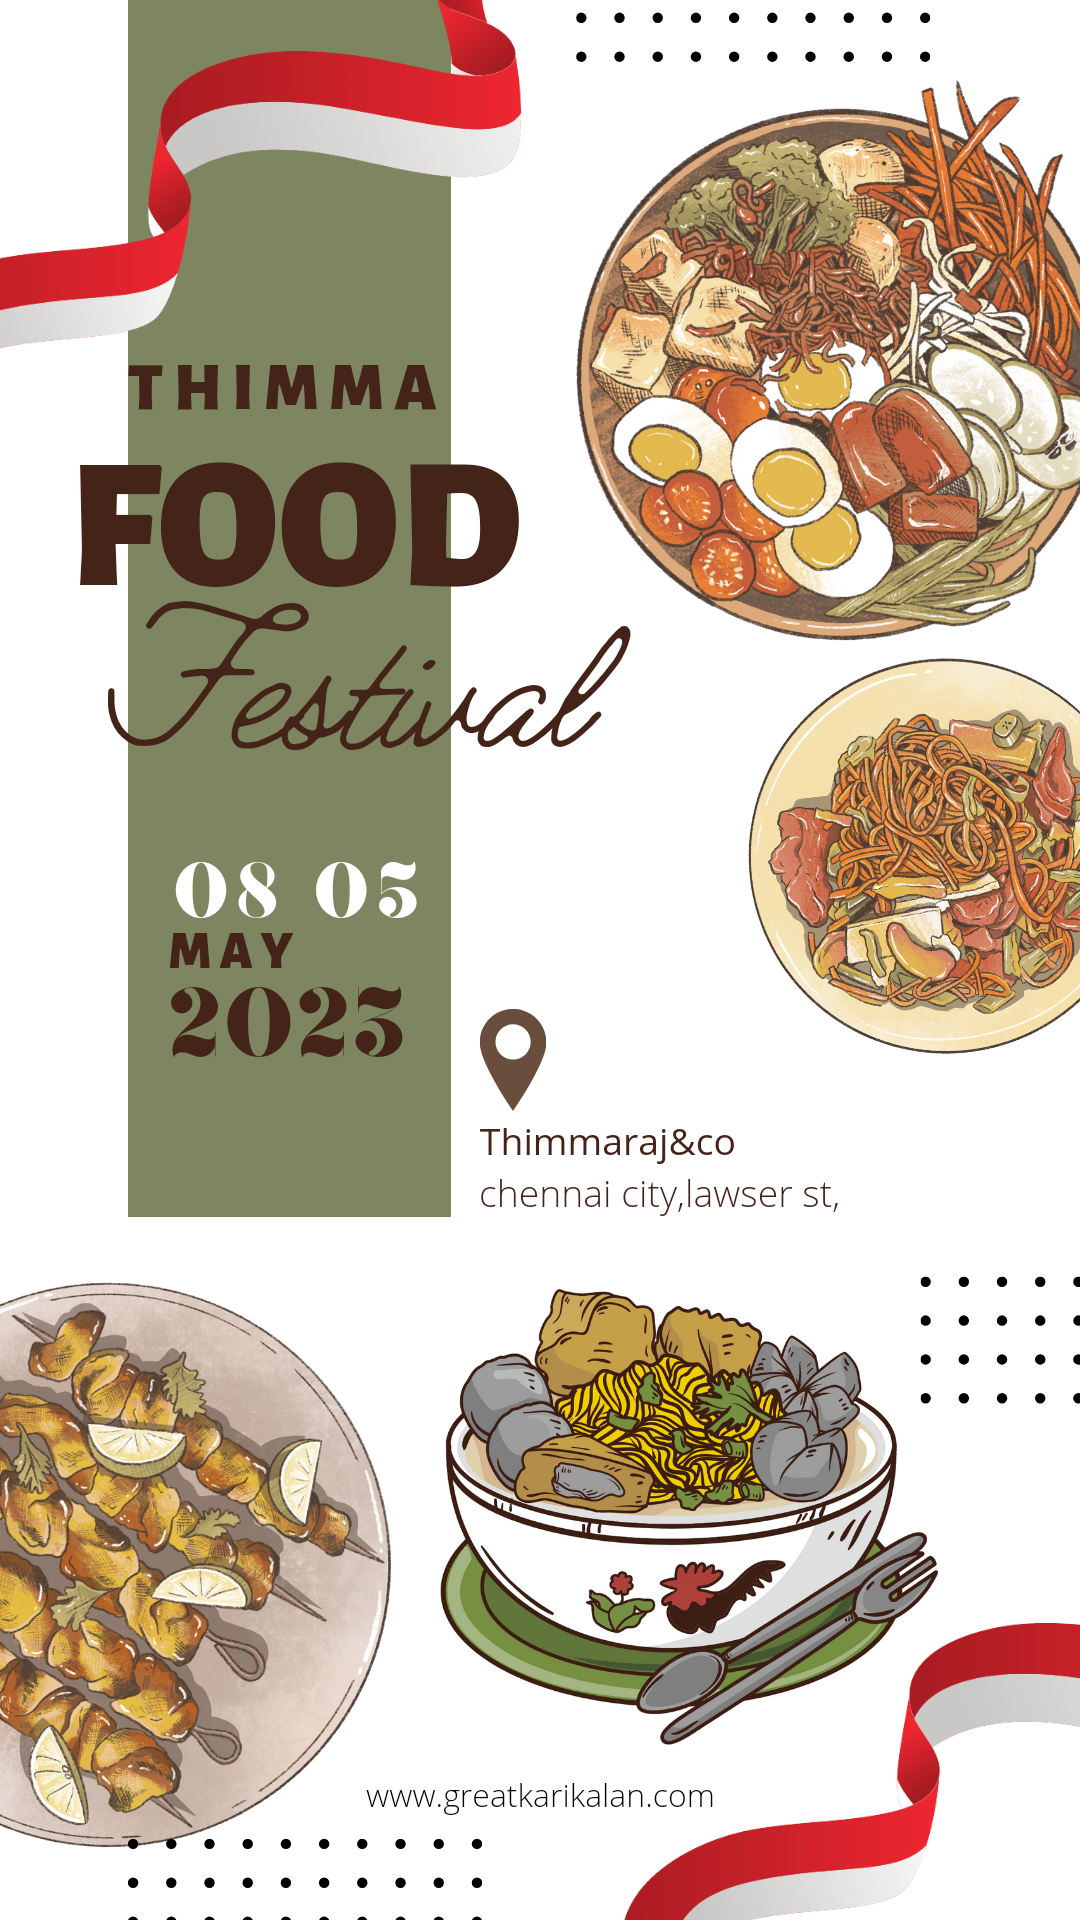 THIMMA
FOOD
Festival
08 05
MAY
2023
Thimmaraj&co
chennai city,lawser st,
www.greatkarikalan.com